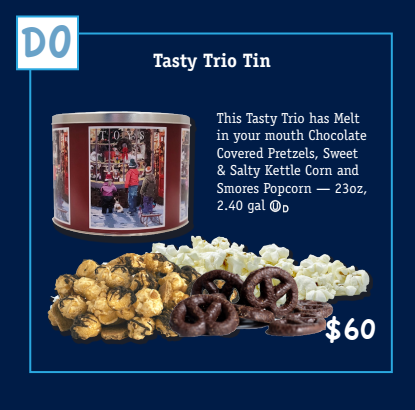 DO
Tasty Trio Tin
TOYS
This Tasty Trio has Melt
in your mouth Chocolate
Covered Pretzels, Sweet
& Salty Kettle Corn and
Smores Popcorn — 23oz,
2.40 gal Ⓤ D
$60